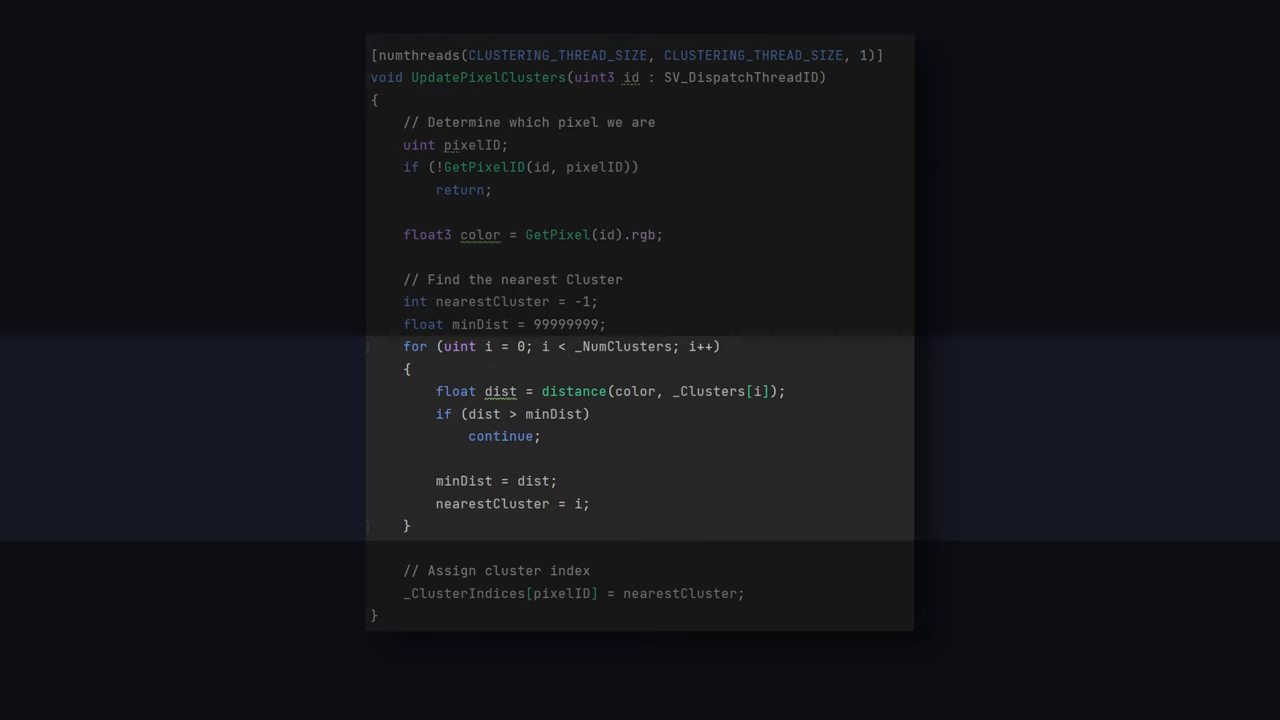 [numthreads(CLUSTERING_THREAD_SIZE, CLUSTERING_THREAD_SIZE, 1)]
void UpdatePixelClusters(uint3 id : SV_DispatchThreadID)
{
    // Determine which pixel we are
    uint pixelID;
    if (!GetPixelID(id, pixelID))
        return;

    float3 color = GetPixel(id).rgb;

    // Find the nearest Cluster
    int nearestCluster = -1;
    float minDist = 99999999;
    for (uint i = 0; i < _NumClusters; i++)
    {
        float dist = distance(color, _Clusters[i]);
        if (dist > minDist)
            continue;

        minDist = dist;
        nearestCluster = i;
    }

    // Assign cluster index
    _ClusterIndices[pixelID] = nearestCluster;
}